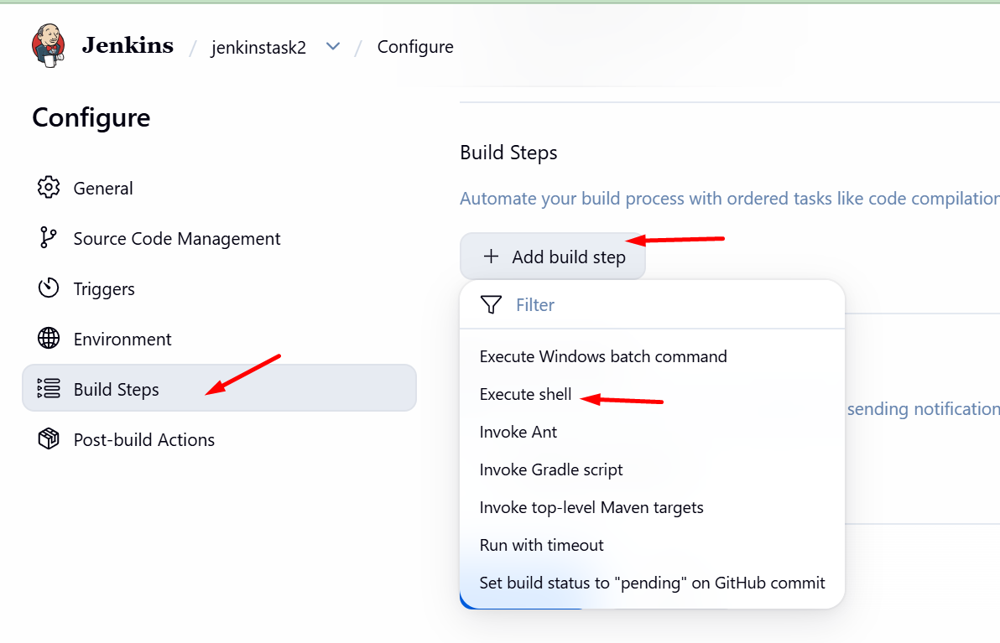 Jenkins / jenkinstask2 / Configure
Configure
General
Source Code Management
Triggers
Environment
Build Steps
Post-build Actions
Build Steps
Automate your build process with ordered tasks like code compilation
+ Add build step
Filter
Execute Windows batch command
Execute shell
Invoke Ant
Invoke Gradle script
Invoke top-level Maven targets
Run with timeout
Set build status to "pending" on GitHub commit
sending notification